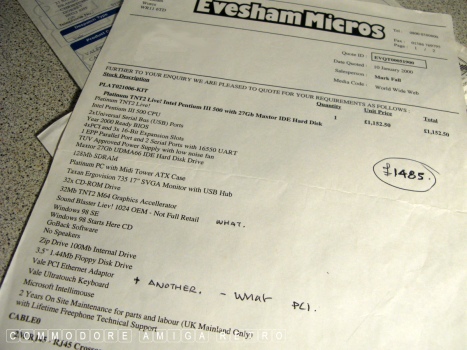 Evesham Micros
WR11 6TD
Quote ID : EVQT00001900
Date Quoted : 10 January 2000
Salesperson : Mark Fall
Media : World Wide Web
FURTHER TO YOUR ENQUIRY WE ARE PLEASED TO QUOTE FOR YOUR REQUIREMENTS AS FOLLOWS
Stock/Description Quantity
PLAT021006-KIT 1 £1,152.50 £1,152.50
Platinum TNT2 Live! Intel Pentium III 500 with 27Gb Maxtor IDE Hard Disk
Platinum TNT2 Live!
Intel Pentium III 500 CPU
2xUniversal Serial Bus (USB) Ports
Year 2000 Ready BIOS
4xPCI and 3x 16-Bit Expansion Slots
1 EPP Parallel Port and 2 Serial Ports with 16550 UART
TUV Approved Power Supply with low noise fan
Maxtor 27Gb UDMA66 IDE Hard Disk Drive
128Mb SDRAM
Platinum PC with Midi Tower ATX Case
Taxan Ergovision 735 17" SVGA Monitor with USB Hub
32x CD-ROM Drive
32Mb TNT2 M64 Graphics Accellerator
Sound Blaster Live! 1024 OEM - Not Full Retail WHAT.
Windows 98 SE
Windows 98 Starts Here CD
GoBack Software
No Speakers
Zip Drive 100Mb Internal Drive
3.5" 1.44Mb Floppy Disk Drive
Vale PCI Ethernet Adaptor + ANOTHER. - WHAT PCI.
Vale Ultratouch Keyboard
Microsoft Intellimouse
2 Years On Site Maintenance for parts and labour (UK Mainland Only)
with Lifetime Freephone Technical Support
CABLE0
RJ45
£1485.
COMMODORE AMIGA RETRO